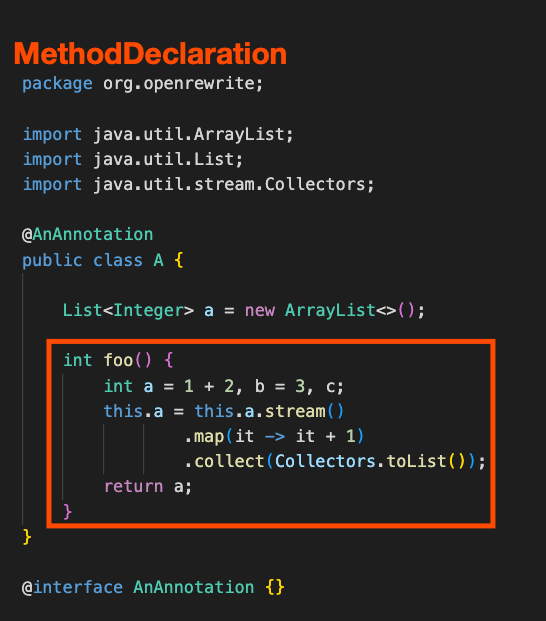 MethodDeclaration
package org.openrewrite;
import java.util.ArrayList;
import java.util.List;
import java.util.stream.Collectors;
@AnAnnotation
public class A {
List<Integer> a = new ArrayList<>();
int foo() {
int a = 1 + 2, b = 3, c;
this.a = this.a.stream()
.map(it -> it + 1)
.collect(Collectors.toList());
return a;
}
}
@interface AnAnnotation {}